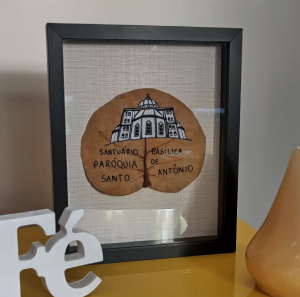 SANTUÁRIO BASÍLICA
PARÓQUIA DE
SANTO ANTÔNIO
Fé